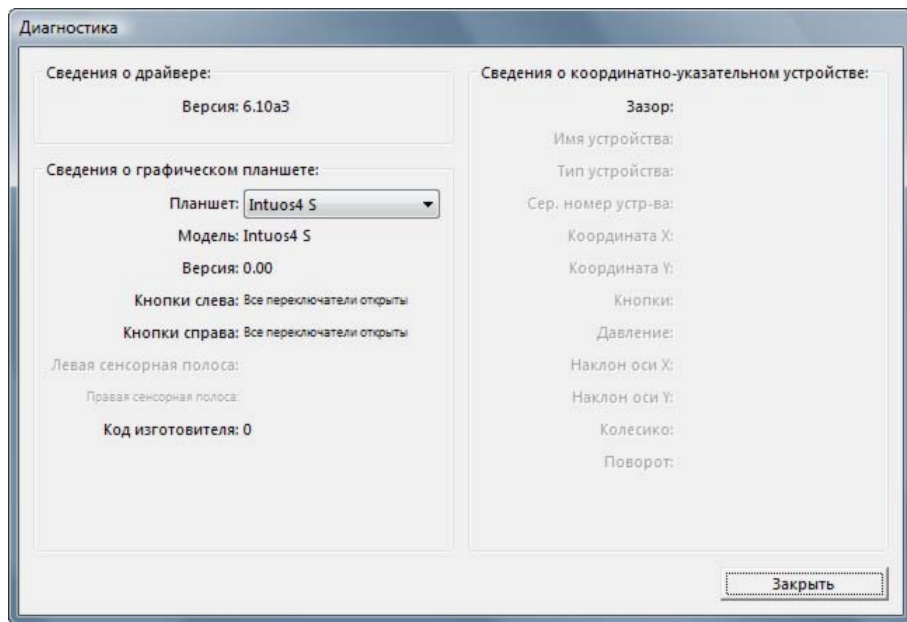 Диагностика
Сведения о драйвере:
Версия: 6.10a3
Сведения о графическом планшете:
Планшет: Intuos4 S
Модель: Intuos4 S
Версия: 0.00
Кнопки слева: Все переключатели открыты
Кнопки справа: Все переключатели открыты
Левая сенсорная полоса:
Правая сенсорная полоса:
Код изготовителя: 0
Сведения о координатно-указательном устройстве:
Зазор:
Имя устройства:
Тип устройства:
Сер. номер устр-ва:
Координата X:
Координата Y:
Кнопки:
Давление:
Наклон оси X:
Наклон оси Y:
Колесико:
Поворот:
Закрыть